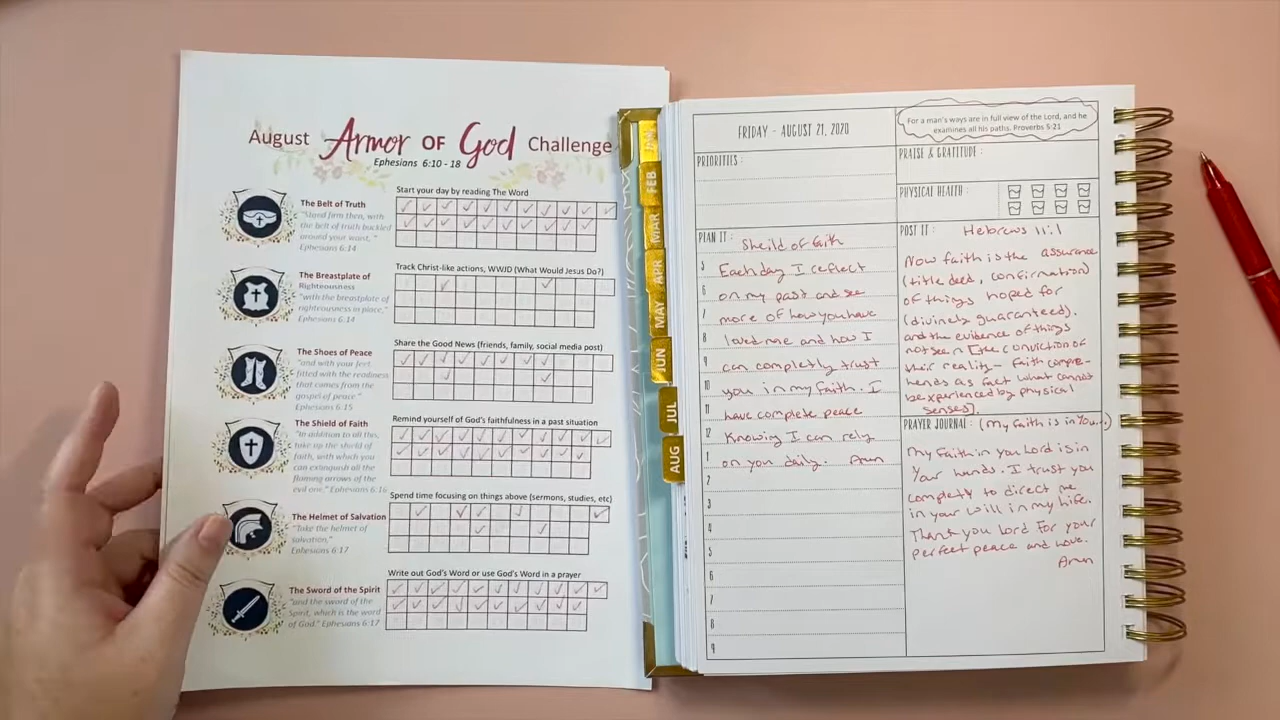 August Armor OF God Challenge
Ephesians 6:10 - 18
The Belt of Truth
"Stand firm then, with
the belt of truth buckled
around your waist,"
Ephesians 6:14
Start your day by reading The Word
The Breastplate of
Righteousness
"with the breastplate of
righteousness in place,"
Ephesians 6:14
Track Christ-like actions, WWJD (What Would Jesus Do?)
The Shoes of Peace
"and with your feet
fitted with the readiness
that comes from the
gospel of peace"
Ephesians 6:15
Share the Good News (friends, family, social media post)
The Shield of Faith
"In addition to all this,
take up the shield of
faith, with which you
can extinguish all the
flaming arrows of the
evil one." Ephesians 6:16
Remind yourself of God's faithfulness in a past situation
The Helmet of Salvation
"Take the helmet of
salvation,"
Ephesians 6:17
Spend time focusing on things above (sermons, studies, etc)
The Sword of the Spirit
"and the sword of the
Spirit, which is the word
of God." Ephesians 6:17
Write out God's Word or use God's Word in a prayer
JAN
FEB
MAR
APR
MAY
JUN
JUL
AUG
FRIDAY - AUGUST 21, 2020
For a man's ways are in full view of the Lord, and he
examines all his paths. Proverbs 5:21
PRIORITIES:
PRAISE & GRATITUDE:
PHYSICAL HEALTH:
PLAN IT: Sheild of Faith
5 Each day I reflect
6 on my past and see
7 more of how you have
8 loved me and how I
9 can completly trust
10 you in my faith. I
11 have complete peace
12 Knowing I can rely
1 on you daily.
2
3
4
5
6
7
8
9
POST IT: Hebrews 11:1
Now faith is the assurance
(title deed, confirmation)
of things hoped for
(divinely guaranteed),
and the evidence of things
not seen [the conviction of
their reality- Faith compre-
hends as fact what cannot
be experienced by physical
senses].
PRAYER JOURNAL: (my faith is in You...)
My Faith in you Lord is in
Your hands. I trust you
completly to direct me
in your will in my life.
Thank you Lord for your
perfect peace and Love.